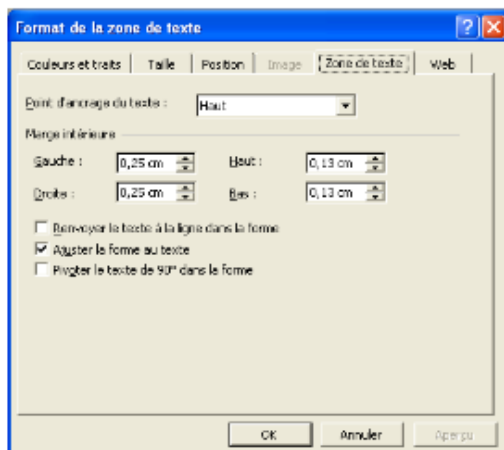 Format de la zone de texte
Couleurs et traits Taille Position Image Zone de texte Web
Point d'ancrage du texte : Haut
Marge intérieure
Gauche : 0,25 cm Haut : 0,13 cm
Droite : 0,25 cm Bas : 0,13 cm
Renvoyer le texte à la ligne dans la forme
Ajuster la forme au texte
Pivoter le texte de 90° dans la forme
OK Annuler Aperçu